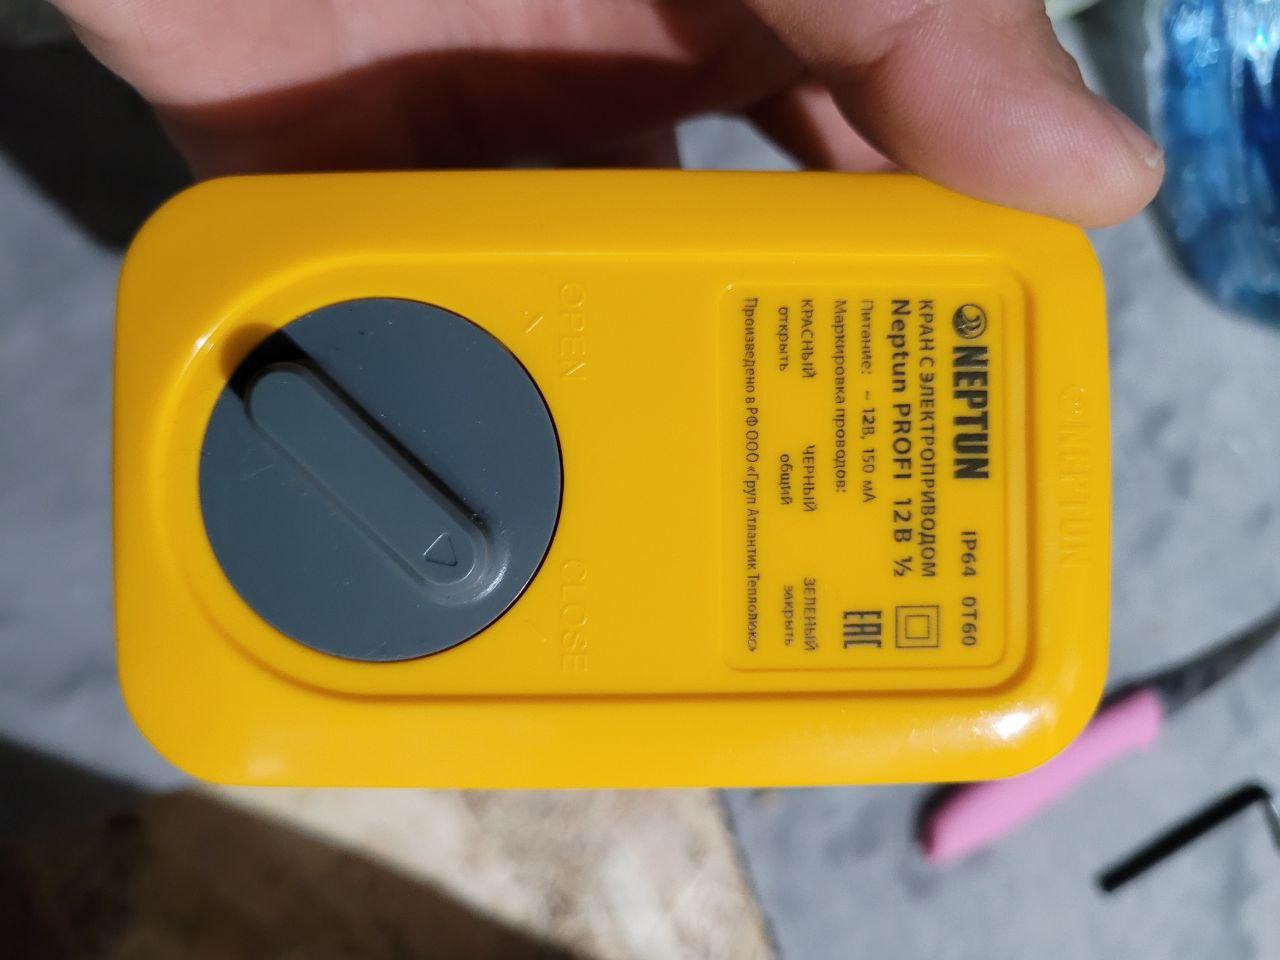 NEPTUN IP64 0T60
КРАН С ЭЛЕКТРОПРИВОДОМ
Neptun PROFI 12В ½
Питание: ~ 12В, 150 мА
Маркировка проводов: EAC
КРАСНЫЙ ЧЕРНЫЙ ЗЕЛЕНЫЙ
открыть общий закрыть
Произведено в РФ ООО «Груп Атлантик Теплолюкс»
NEPTUN
OPEN
CLOSE